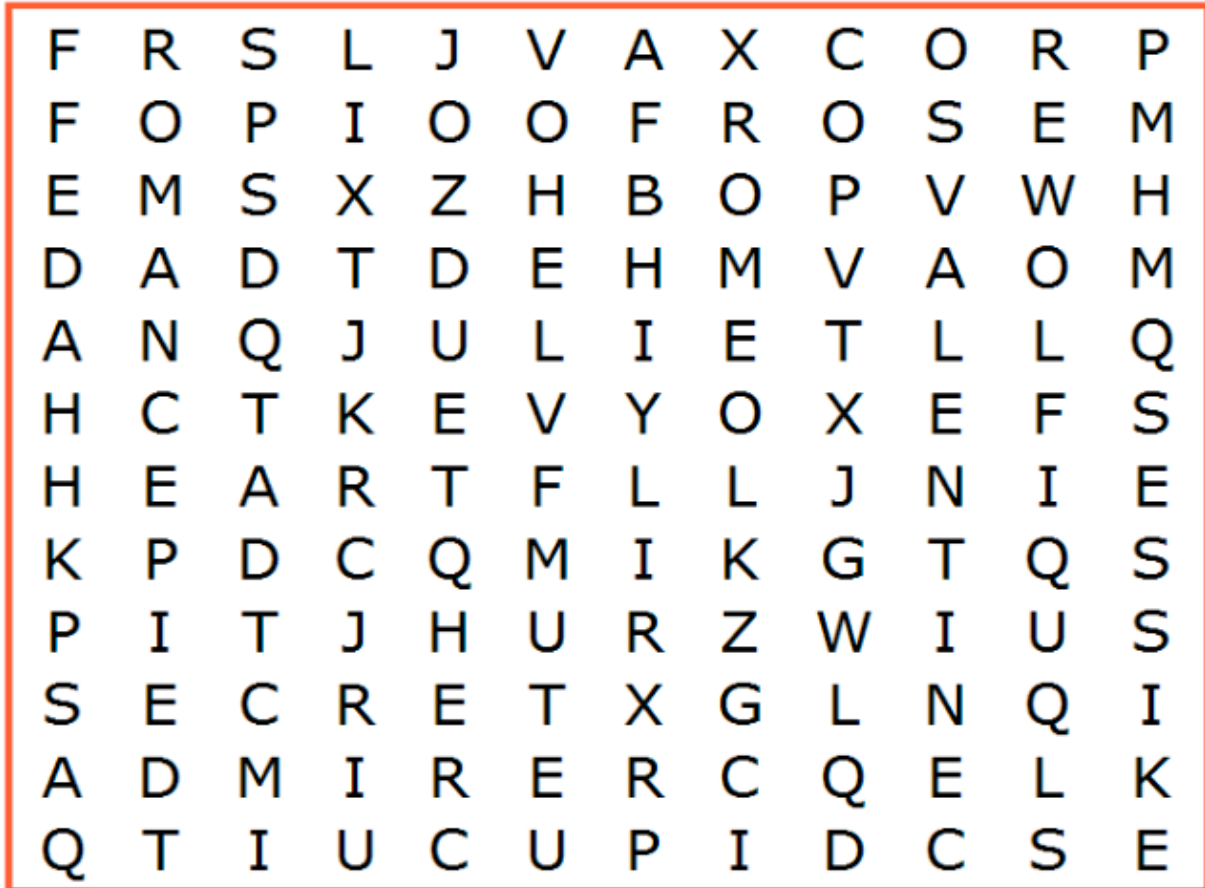 F R S L J V A X C O R P
F O P I O O F R O S E M
E M S X Z H B O P V W H
D A D T D E H M V A O M
A N Q J U L I E T L L Q
H C T K E V Y O X E F S
H E A R T F L L J N I E
K P D C Q M I K G T Q S
P I T J H U R Z W I U S
S E C R E T X G L N Q I
A D M I R E R C Q E L K
Q T I U C U P I D C S E